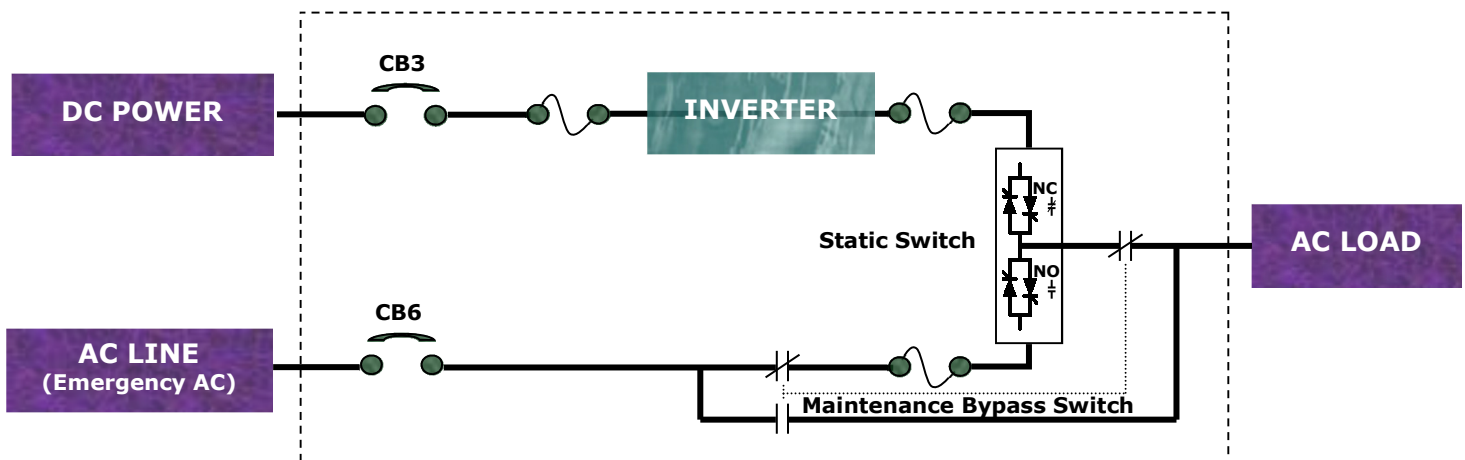 CB3
DC POWER
INVERTER
NC
Static Switch
AC LOAD
NO
CB6
AC LINE
(Emergency AC)
Maintenance Bypass Switch